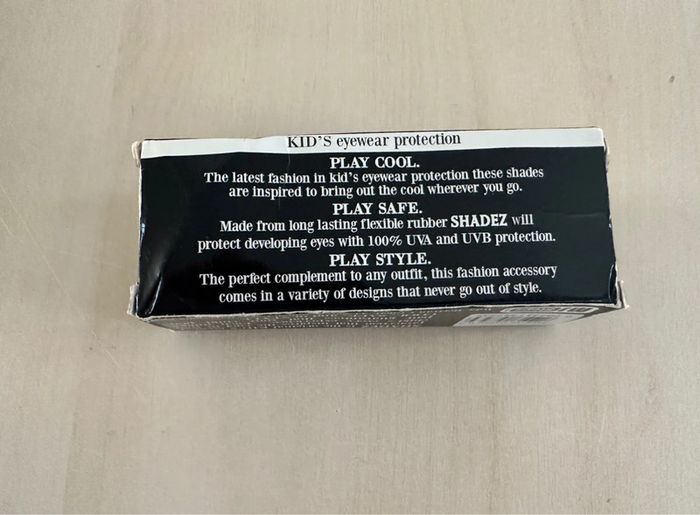 KID'S eyewear protection
PLAY COOL.
The latest fashion in kid's eyewear protection these shades
are inspired to bring out the cool wherever you go.
PLAY SAFE.
Made from long lasting flexible rubber SHADEZ will
protect developing eyes with 100% UVA and UVB protection.
PLAY STYLE.
The perfect complement to any outfit, this fashion accessory
comes in a variety of designs that never go out of style.